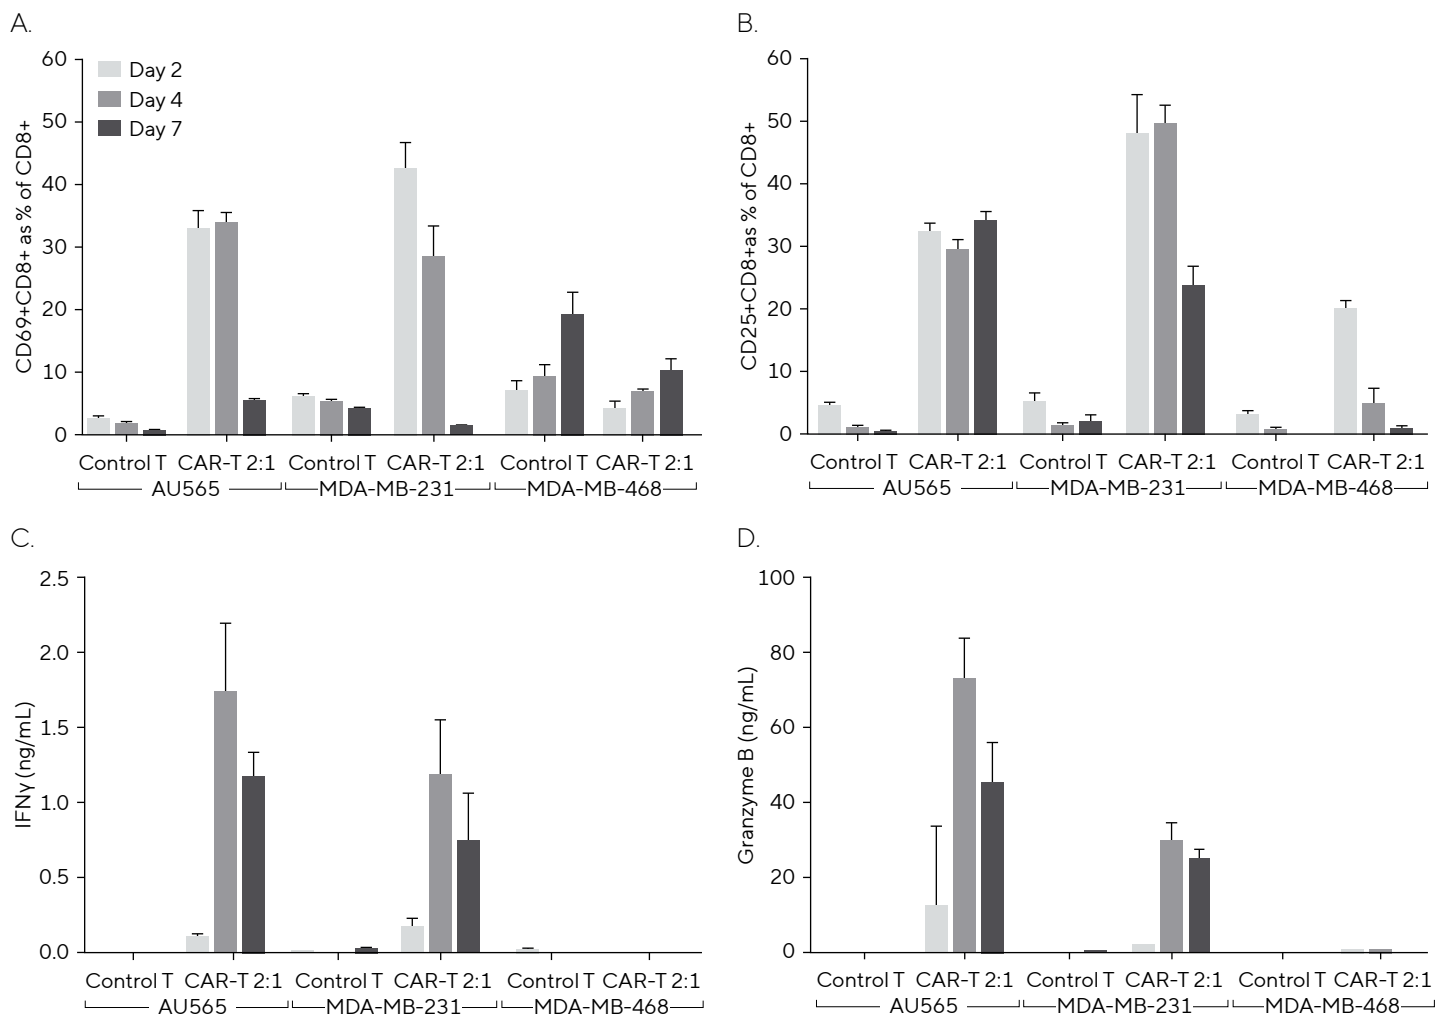 A.
CD69+CD8+ as % of CD8+
60
50
40
30
20
10
0
Day 2
Day 4
Day 7
Control T CAR-T 2:1 Control T CAR-T 2:1 Control T CAR-T 2:1
AU565 MDA-MB-231 MDA-MB-468
B.
CD25+CD8+as % of CD8+
60
50
40
30
20
10
0
Control T CAR-T 2:1 Control T CAR-T 2:1 Control T CAR-T 2:1
AU565 MDA-MB-231 MDA-MB-468
C.
IFNγ (ng/mL)
2.5
2.0
1.5
1.0
0.5
0.0
Control T CAR-T 2:1 Control T CAR-T 2:1 Control T CAR-T 2:1
AU565 MDA-MB-231 MDA-MB-468
D.
Granzyme B (ng/mL)
100
80
60
40
20
0
Control T CAR-T 2:1 Control T CAR-T 2:1 Control T CAR-T 2:1
AU565 MDA-MB-231 MDA-MB-468